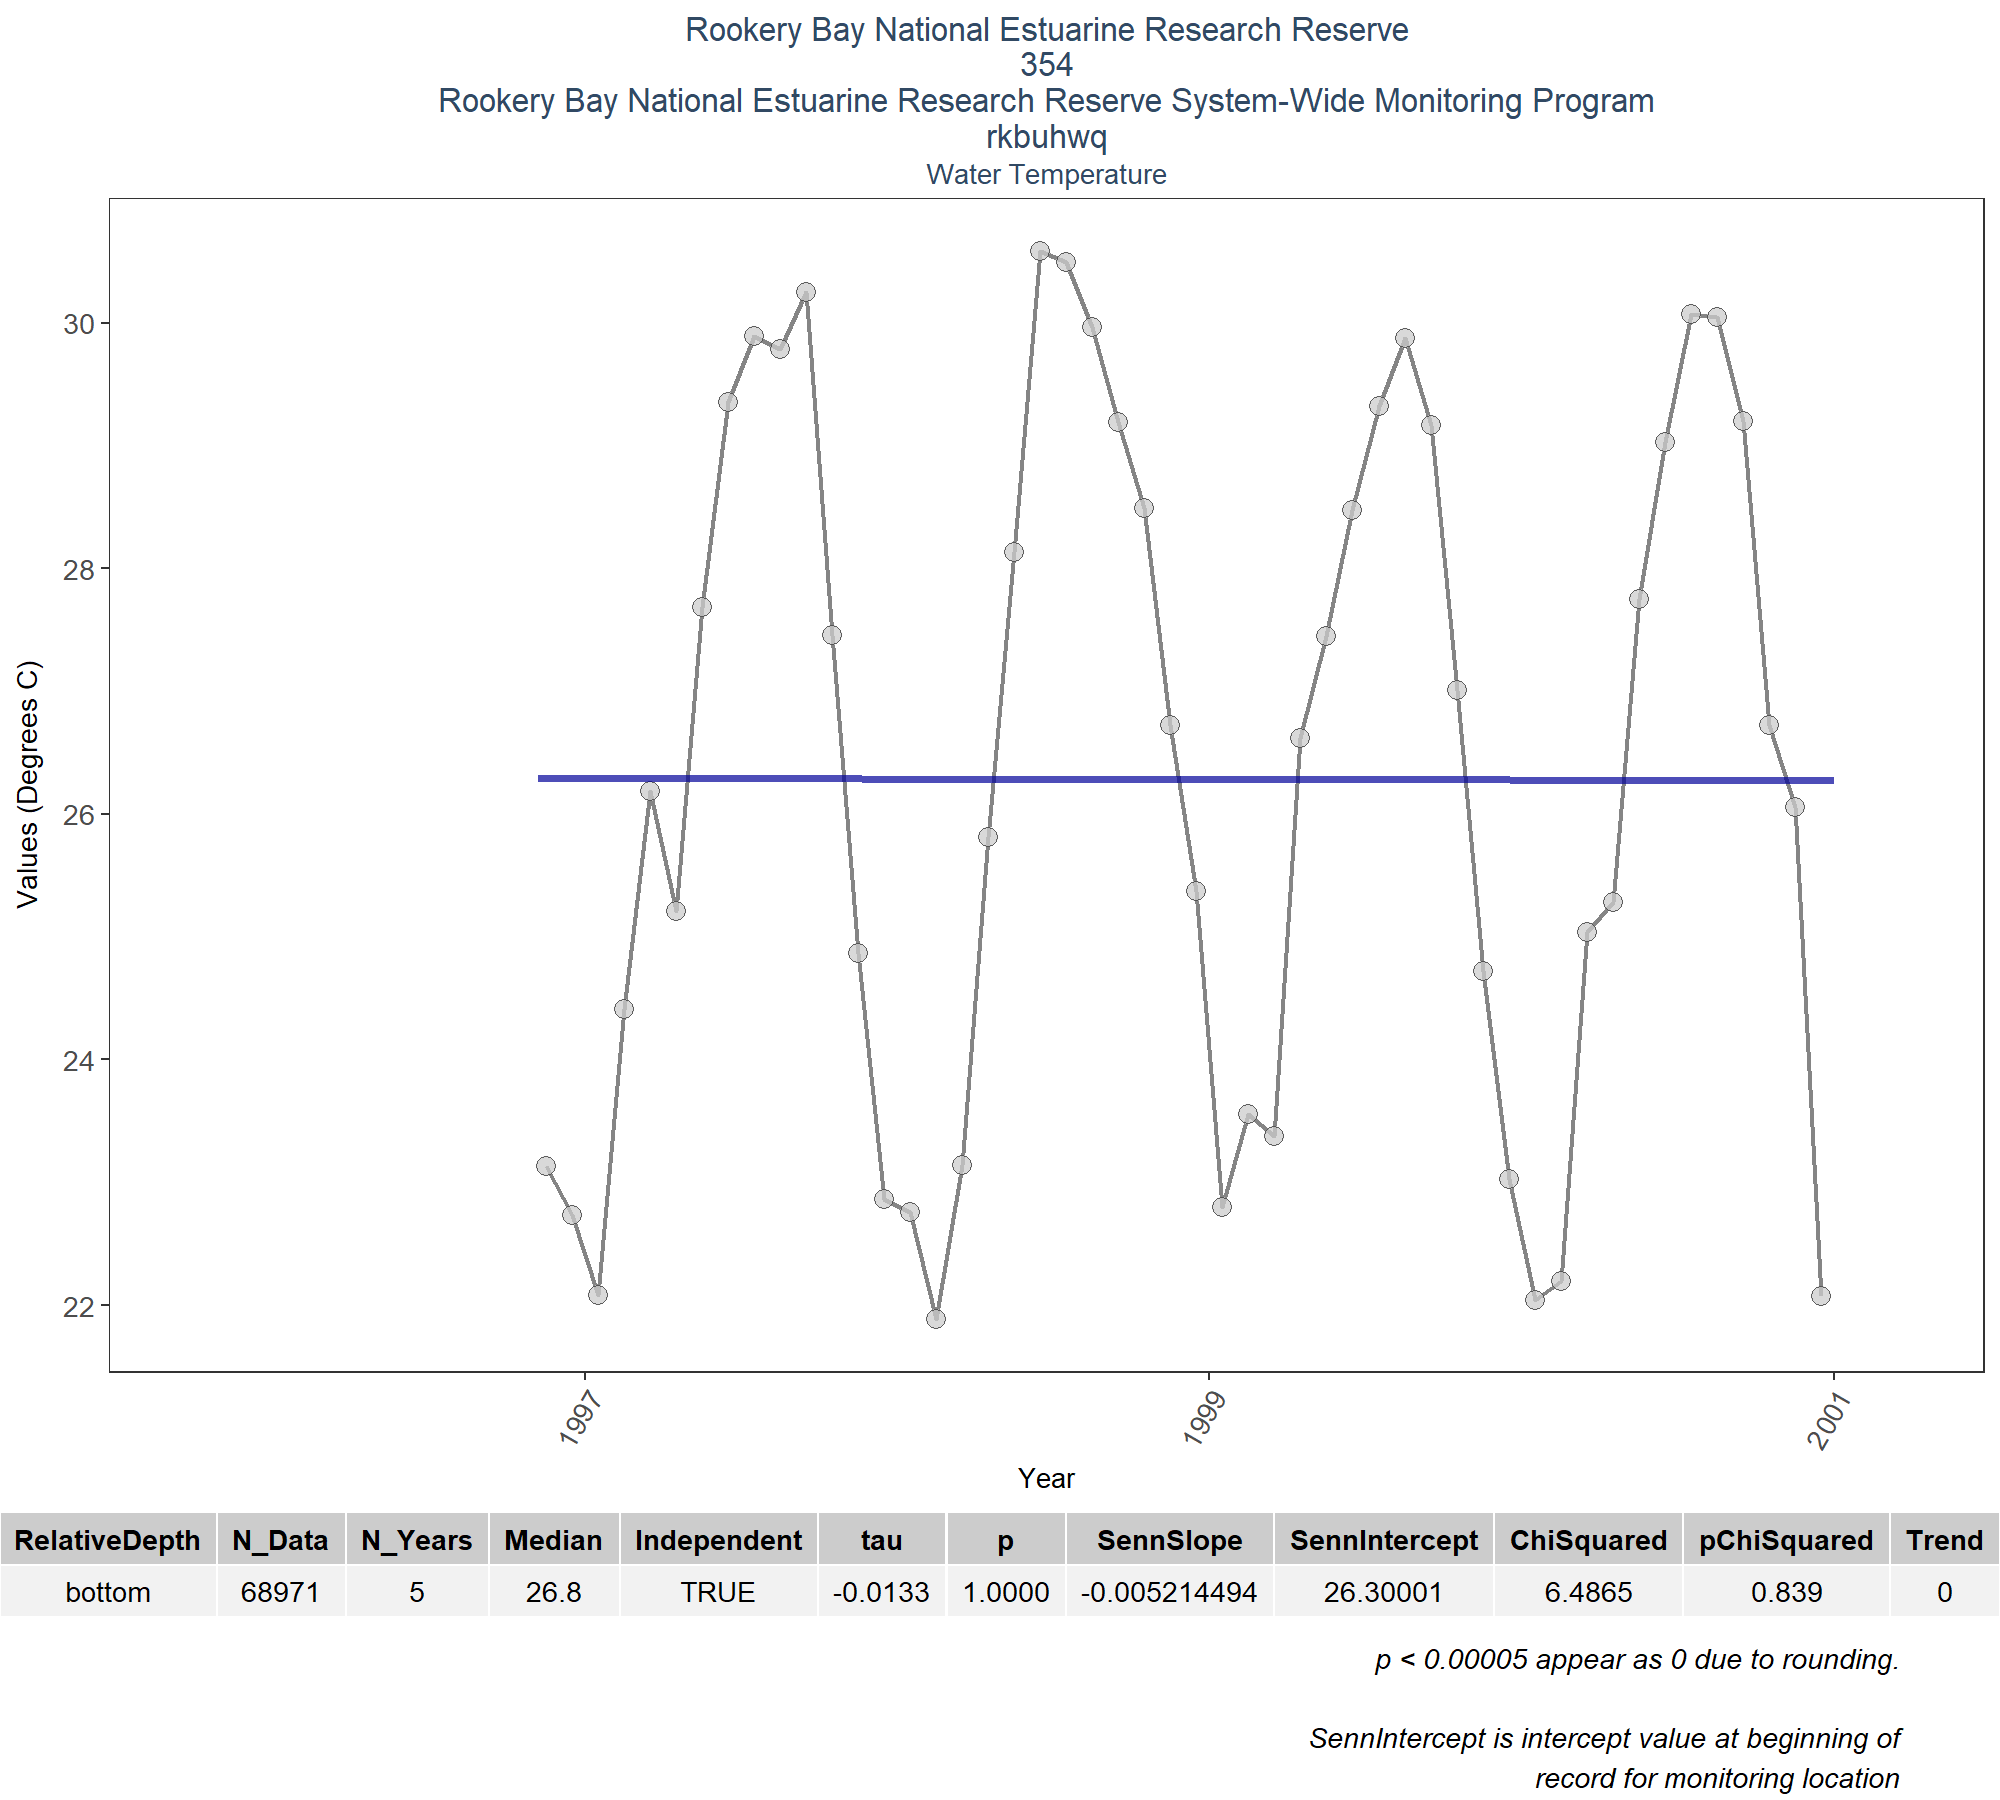 Rookery Bay National Estuarine Research Reserve
354
Rookery Bay National Estuarine Research Reserve System-Wide Monitoring Program
rkbuhwq
Water Temperature
Values (Degrees C)
30
28
26
24
22
1997
1999
2001
Year
RelativeDepth N_Data N_Years Median Independent tau p SennSlope SennIntercept ChiSquared pChiSquared Trend
bottom 68971 5 26.8 TRUE -0.0133 1.0000 -0.005214494 26.30001 6.4865 0.839 0
p < 0.00005 appear as 0 due to rounding.
SennIntercept is intercept value at beginning of
record for monitoring location